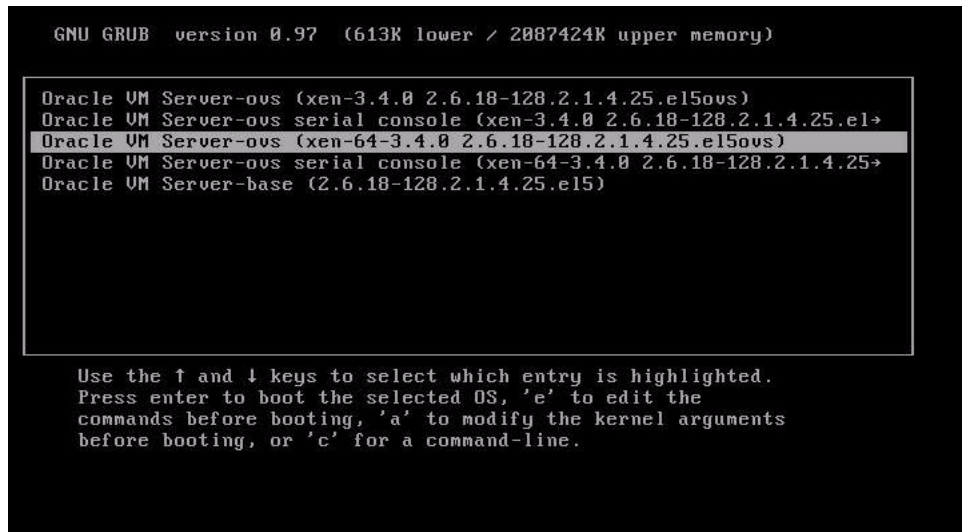 GNU GRUB  version 0.97  (613K lower / 2087424K upper memory)
Oracle VM Server-ovs (xen-3.4.0 2.6.18-128.2.1.4.25.el5ovs)
Oracle VM Server-ovs serial console (xen-3.4.0 2.6.18-128.2.1.4.25.el→
Oracle VM Server-ovs (xen-64-3.4.0 2.6.18-128.2.1.4.25.el5ovs)
Oracle VM Server-ovs serial console (xen-64-3.4.0 2.6.18-128.2.1.4.25→
Oracle VM Server-base (2.6.18-128.2.1.4.25.el5)
Use the ↑ and ↓ keys to select which entry is highlighted.
Press enter to boot the selected OS, 'e' to edit the
commands before booting, 'a' to modify the kernel arguments
before booting, or 'c' for a command-line.